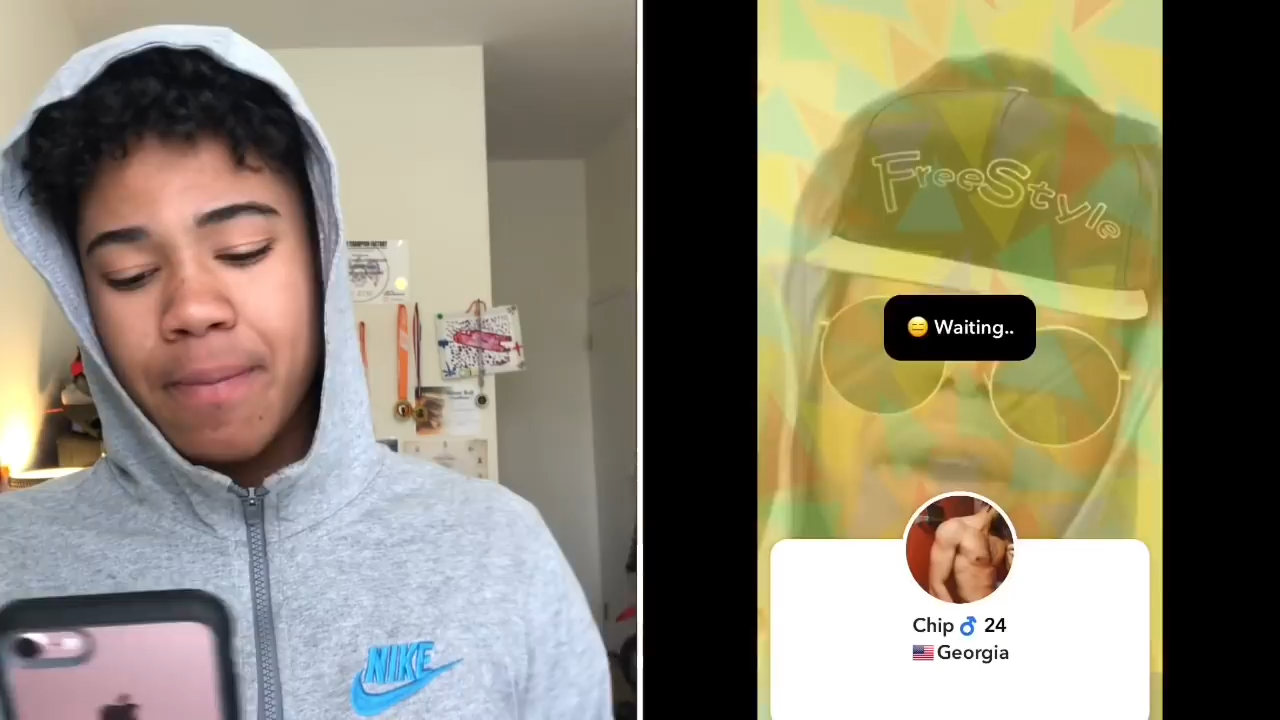 NIKE
FreeStyle
😑 Waiting..
Chip ♂ 24
🇺🇸 Georgia